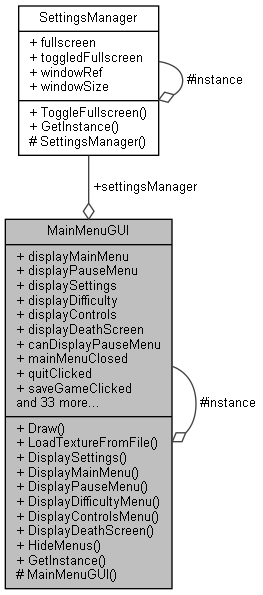 SettingsManager
+ fullscreen
+ toggledFullscreen
+ windowRef
+ windowSize
#instance
+ ToggleFullscreen()
+ GetInstance()
# SettingsManager()
+settingsManager
MainMenuGUI
+ displayMainMenu
+ displayPauseMenu
+ displaySettings
+ displayDifficulty
+ displayControls
+ displayDeathScreen
+ canDisplayPauseMenu
+ mainMenuClosed
+ quitClicked
+ saveGameClicked
and 33 more...
#instance
+ Draw()
+ LoadTextureFromFile()
+ DisplaySettings()
+ DisplayMainMenu()
+ DisplayPauseMenu()
+ DisplayDifficultyMenu()
+ DisplayControlsMenu()
+ DisplayDeathScreen()
+ HideMenus()
+ GetInstance()
# MainMenuGUI()